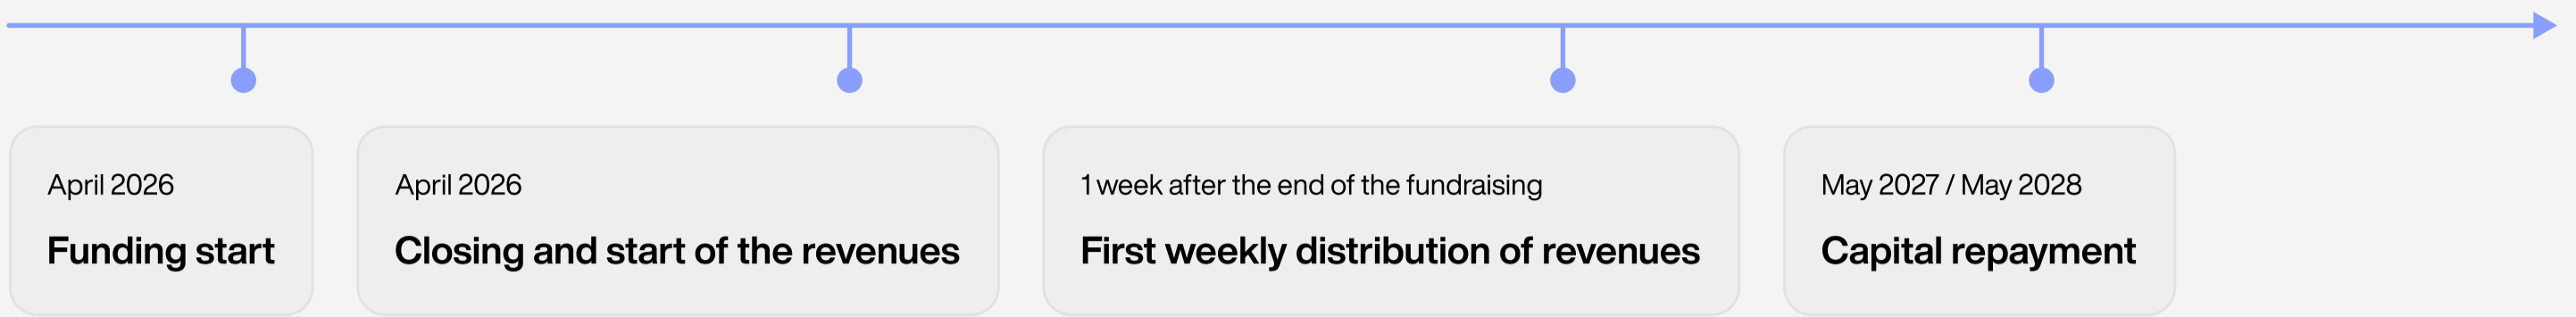 April 2026
Funding start
April 2026
Closing and start of the revenues
1 week after the end of the fundraising
First weekly distribution of revenues
May 2027 / May 2028
Capital repayment